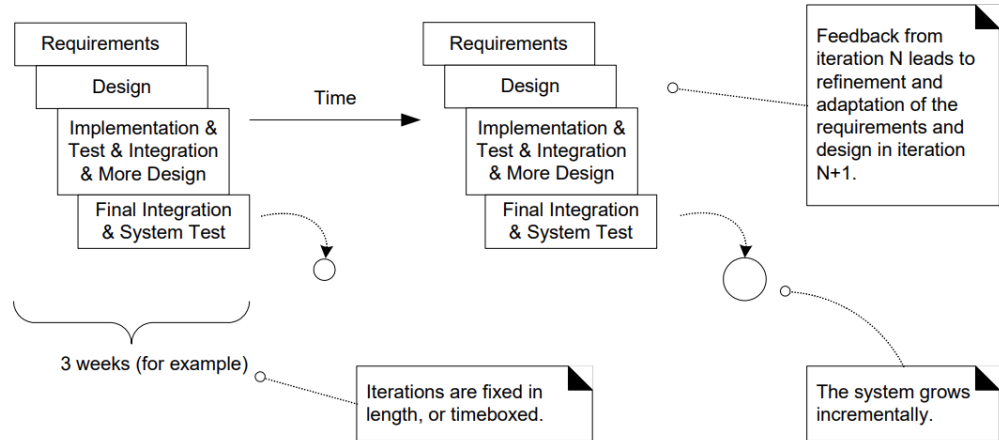 Requirements
Design
Implementation &
Test & Integration
& More Design
Final Integration
& System Test
Time
Requirements
Design
Implementation &
Test & Integration
& More Design
Final Integration
& System Test
Feedback from
iteration N leads to
refinement and
adaptation of the
requirements and
design in iteration
N+1.
3 weeks (for example)
Iterations are fixed in
length, or timeboxed.
The system grows
incrementally.